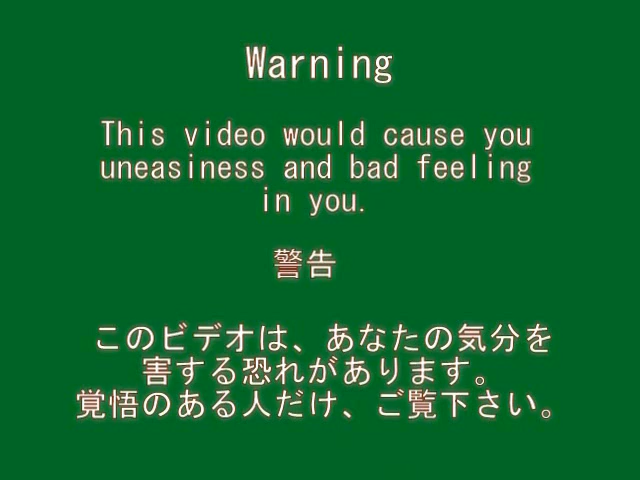 Warning
This video would cause you
uneasiness and bad feeling
in you.
警告
このビデオは、あなたの気分を
害する恐れがあります。
覚悟のある人だけ、ご覧下さい。